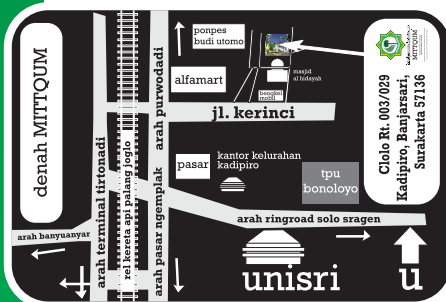 denah MITTQUM
ponpes
budi utomo
alfamart
masjid
al hidayah
bengkel
mobil
jl. kerinci
arah purwodadi
rel kereta api palang joglo
arah terminal tirtonadi
arah pasar ngemplak
pasar
kantor kelurahan
kadipiro
tpu
bonoloyo
arah ringroad solo sragen
arah banyuanyar
unisri
u
MITTQUM
Clolo Rt. 003/029
Kadipiro, Banjarsari,
Surakarta 57136